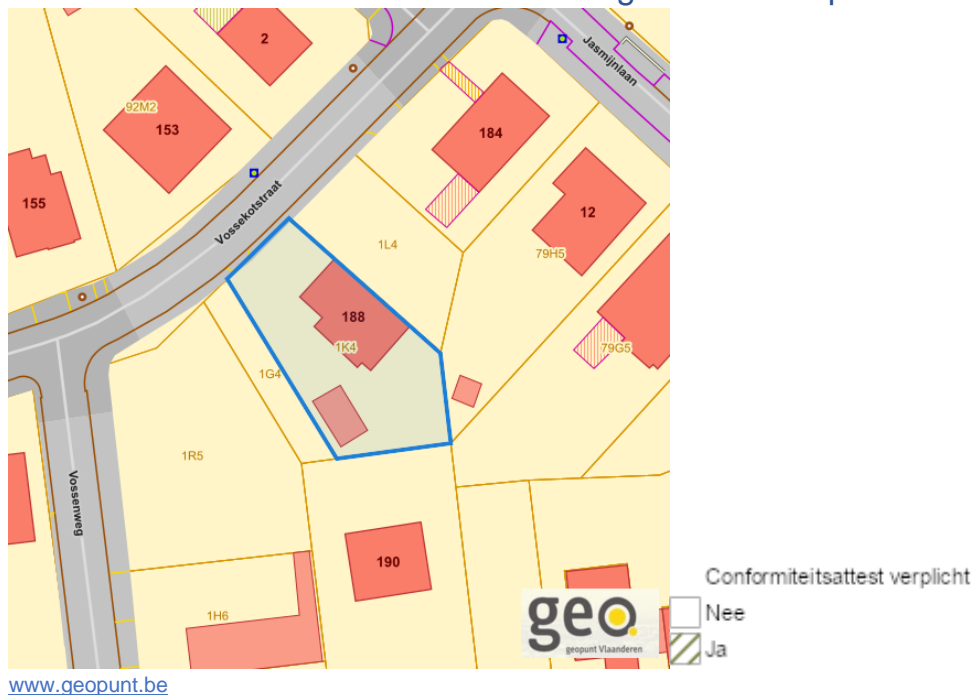 2
Jasmijnlaan
92M2
153
184
155
12
Vossekotstraat
1L4
79H5
188
1K4
79G5
1G4
1R5
Vossenweg
190
1H6
Conformiteitsattest verplicht
Nee
Ja
geo.
geopunt Vlaanderen
www.geopunt.be